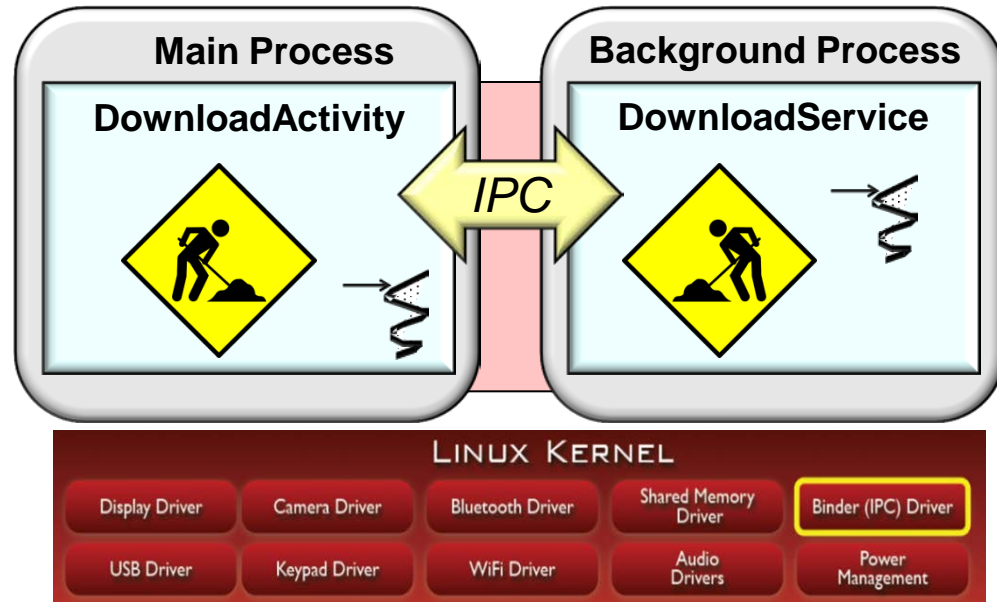 Main Process
Background Process
DownloadActivity
DownloadService
IPC
LINUX KERNEL
Display Driver
Camera Driver
Bluetooth Driver
Shared Memory
Driver
Binder (IPC) Driver
USB Driver
Keypad Driver
WiFi Driver
Audio
Drivers
Power
Management